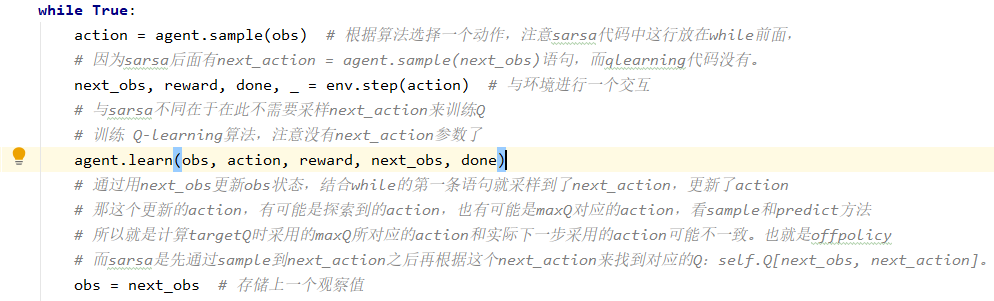 while True:
action = agent.sample(obs)  # 根据算法选择一个动作，注意sarsa代码中这行放在while前面，
# 因为sarsa后面有next_action = agent.sample(next_obs)语句，而qlearning代码没有。
next_obs, reward, done, _ = env.step(action)  # 与环境进行一个交互
# 与sarsa不同在于在此不需要采样next_action来训练Q
# 训练 Q-learning算法，注意没有next_action参数了
agent.learn(obs, action, reward, next_obs, done)
# 通过用next_obs更新obs状态，结合while的第一条语句就采样到了next_action，更新了action
# 那这个更新的action，有可能是探索到的action，也有可能是maxQ对应的action，看sample和predict方法
# 所以就是计算targetQ时采用的maxQ所对应的action和实际下一步采用的action可能不一致。也就是offpolicy
# 而sarsa是先通过sample到next_action之后再根据这个next_action来找到对应的Q：self.Q[next_obs, next_action]。
obs = next_obs  # 存储上一个观察值